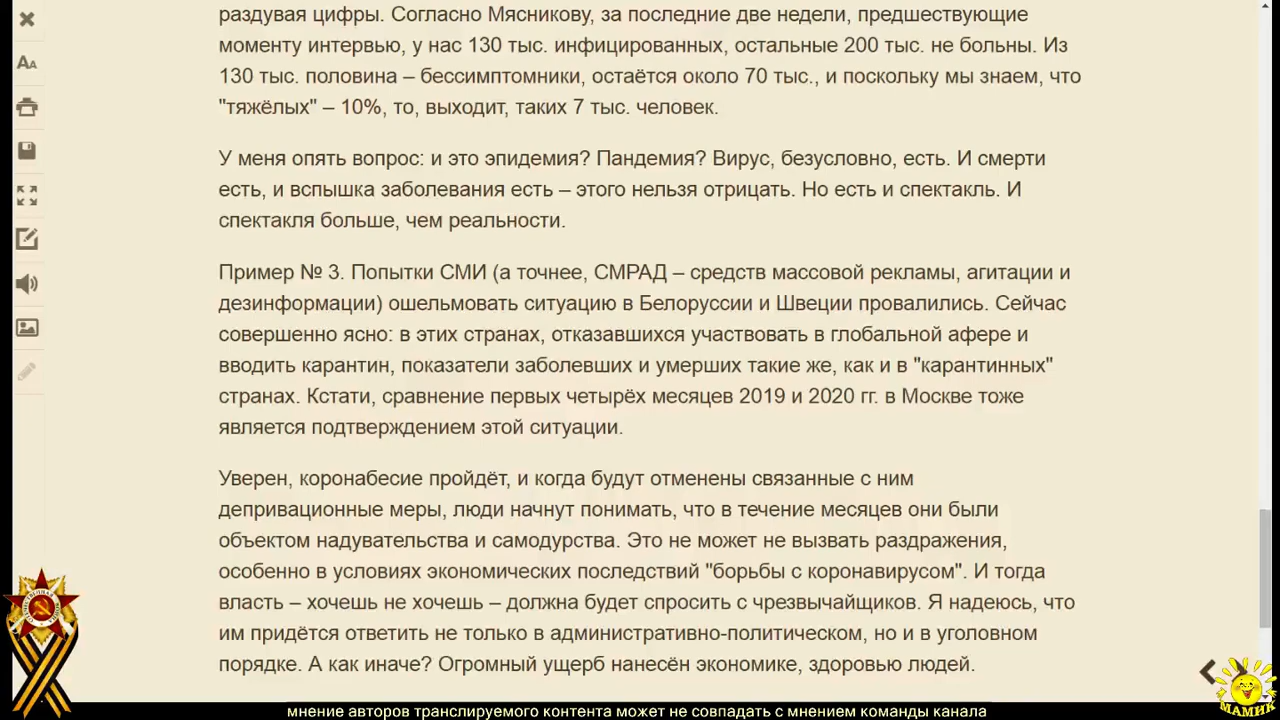 раздувая цифры. Согласно Мясникову, за последние две недели, предшествующие
моменту интервью, у нас 130 тыс. инфицированных, остальные 200 тыс. не больны. Из
130 тыс. половина – бессимптомники, остаётся около 70 тыс., и поскольку мы знаем, что
"тяжёлых" – 10%, то, выходит, таких 7 тыс. человек.
У меня опять вопрос: и это эпидемия? Пандемия? Вирус, безусловно, есть. И смерти
есть, и вспышка заболевания есть – этого нельзя отрицать. Но есть и спектакль. И
спектакля больше, чем реальности.
Пример № 3. Попытки СМИ (а точнее, СМРАД – средств массовой рекламы, агитации и
дезинформации) ошельмовать ситуацию в Белоруссии и Швеции провалились. Сейчас
совершенно ясно: в этих странах, отказавшихся участвовать в глобальной афере и
вводить карантин, показатели заболевших и умерших такие же, как и в "карантинных"
странах. Кстати, сравнение первых четырёх месяцев 2019 и 2020 гг. в Москве тоже
является подтверждением этой ситуации.
Уверен, коронабесие пройдёт, и когда будут отменены связанные с ним
депривационные меры, люди начнут понимать, что в течение месяцев они были
объектом надувательства и самодурства. Это не может не вызвать раздражения,
особенно в условиях экономических последствий "борьбы с коронавирусом". И тогда
власть – хочешь не хочешь – должна будет спросить с чрезвычайщиков. Я надеюсь, что
им придётся ответить не только в административно-политическом, но и в уголовном
порядке. А как иначе? Огромный ущерб нанесён экономике, здоровью людей.
МАМИК
мнение авторов транслируемого контента может не совпадать с мнением команды канала